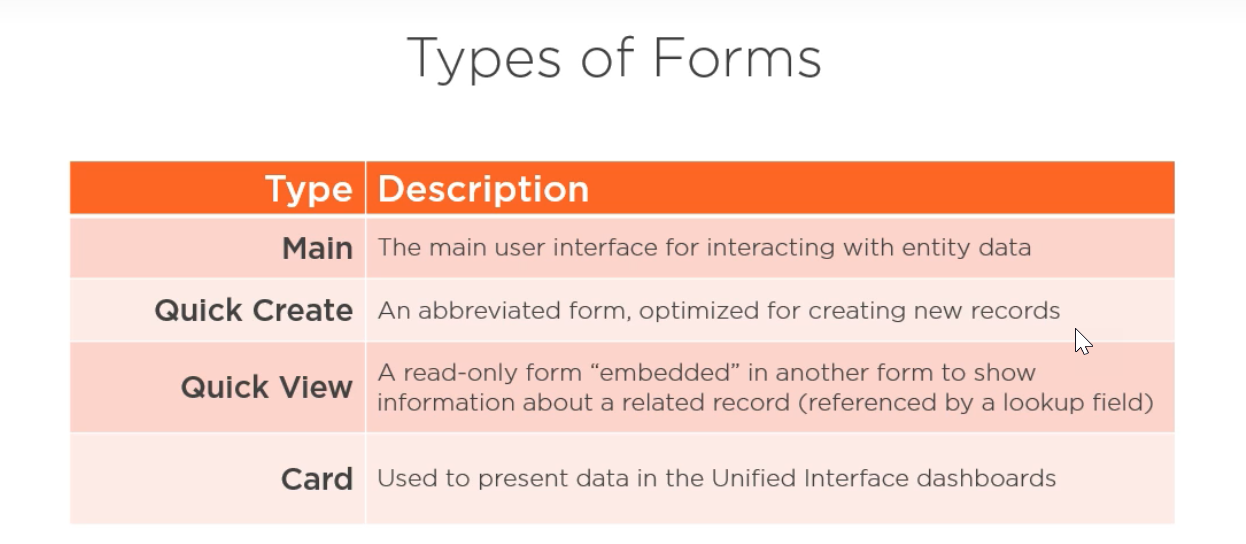 Types of Forms
Type Description
Main The main user interface for interacting with entity data
Quick Create An abbreviated form, optimized for creating new records
Quick View A read-only form “embedded” in another form to show
information about a related record (referenced by a lookup field)
Card Used to present data in the Unified Interface dashboards